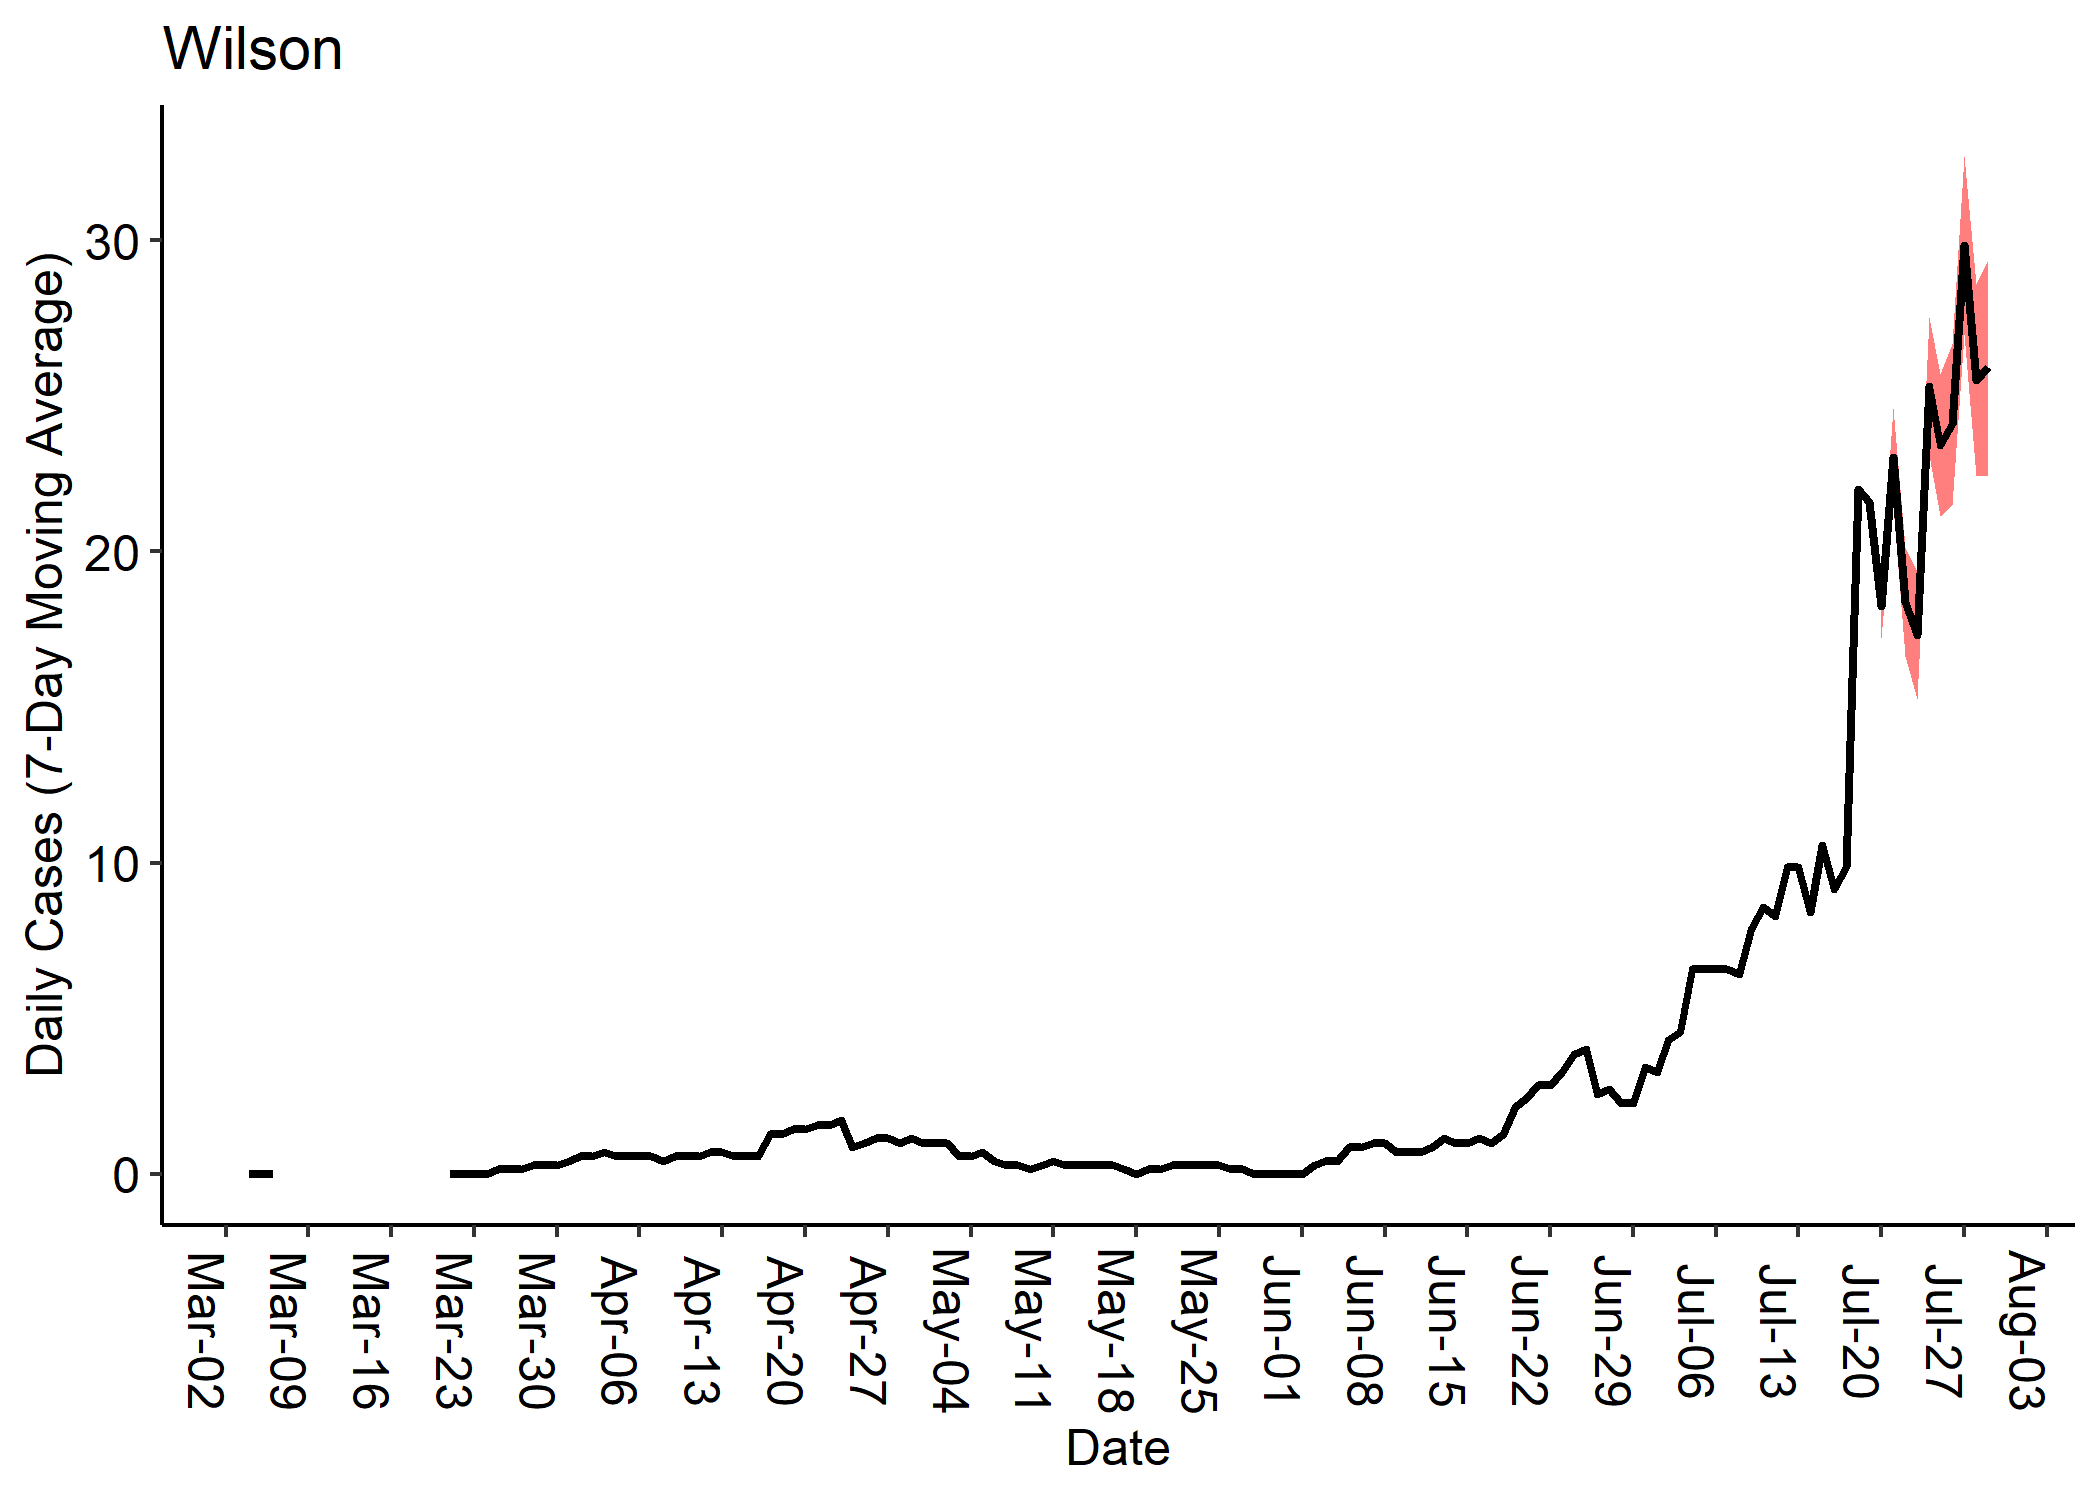 Wilson
Daily Cases (7-Day Moving Average)
30
20
10
0
Mar-02
Mar-09
Mar-16
Mar-23
Mar-30
Apr-06
Apr-13
Apr-20
Apr-27
May-04
May-11
May-18
May-25
Jun-01
Jun-08
Jun-15
Jun-22
Jun-29
Jul-06
Jul-13
Jul-20
Jul-27
Aug-03
Date